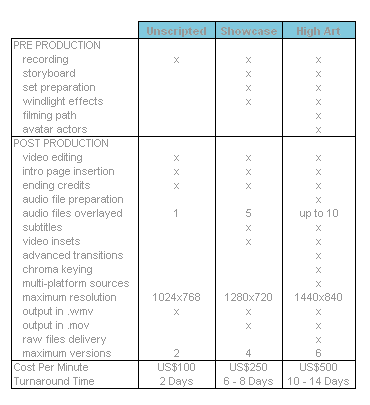 Unscripted Showcase High Art
PRE PRODUCTION
recording x x x
storyboard x x
set preparation x x
windlight effects x x
filming path x
avatar actors x
POST PRODUCTION
video editing x x x
intro page insertion x x x
ending credits x x x
audio file preparation x
audio files overlayed 1 5 up to 10
subtitles x x
video insets x x
advanced transitions x
chroma keying x
multi-platform sources x
maximum resolution 1024x768 1280x720 1440x840
output in .wmv x x x
output in .mov x x
raw files delivery x
maximum versions 2 4 6
Cost Per Minute US$100 US$250 US$500
Turnaround Time 2 Days 6 - 8 Days 10 - 14 Days